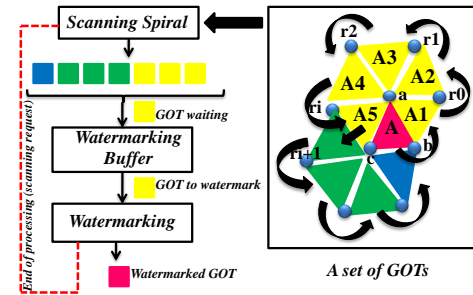 Scanning Spiral
GOT waiting
Watermarking
Buffer
GOT to watermark
Watermarking
Watermarked GOT
End of processing (scanning request)
r2
r1
A3
A4
A2
a
r0
ri
A5
A1
A
b
c
ri+1
A set of GOTs